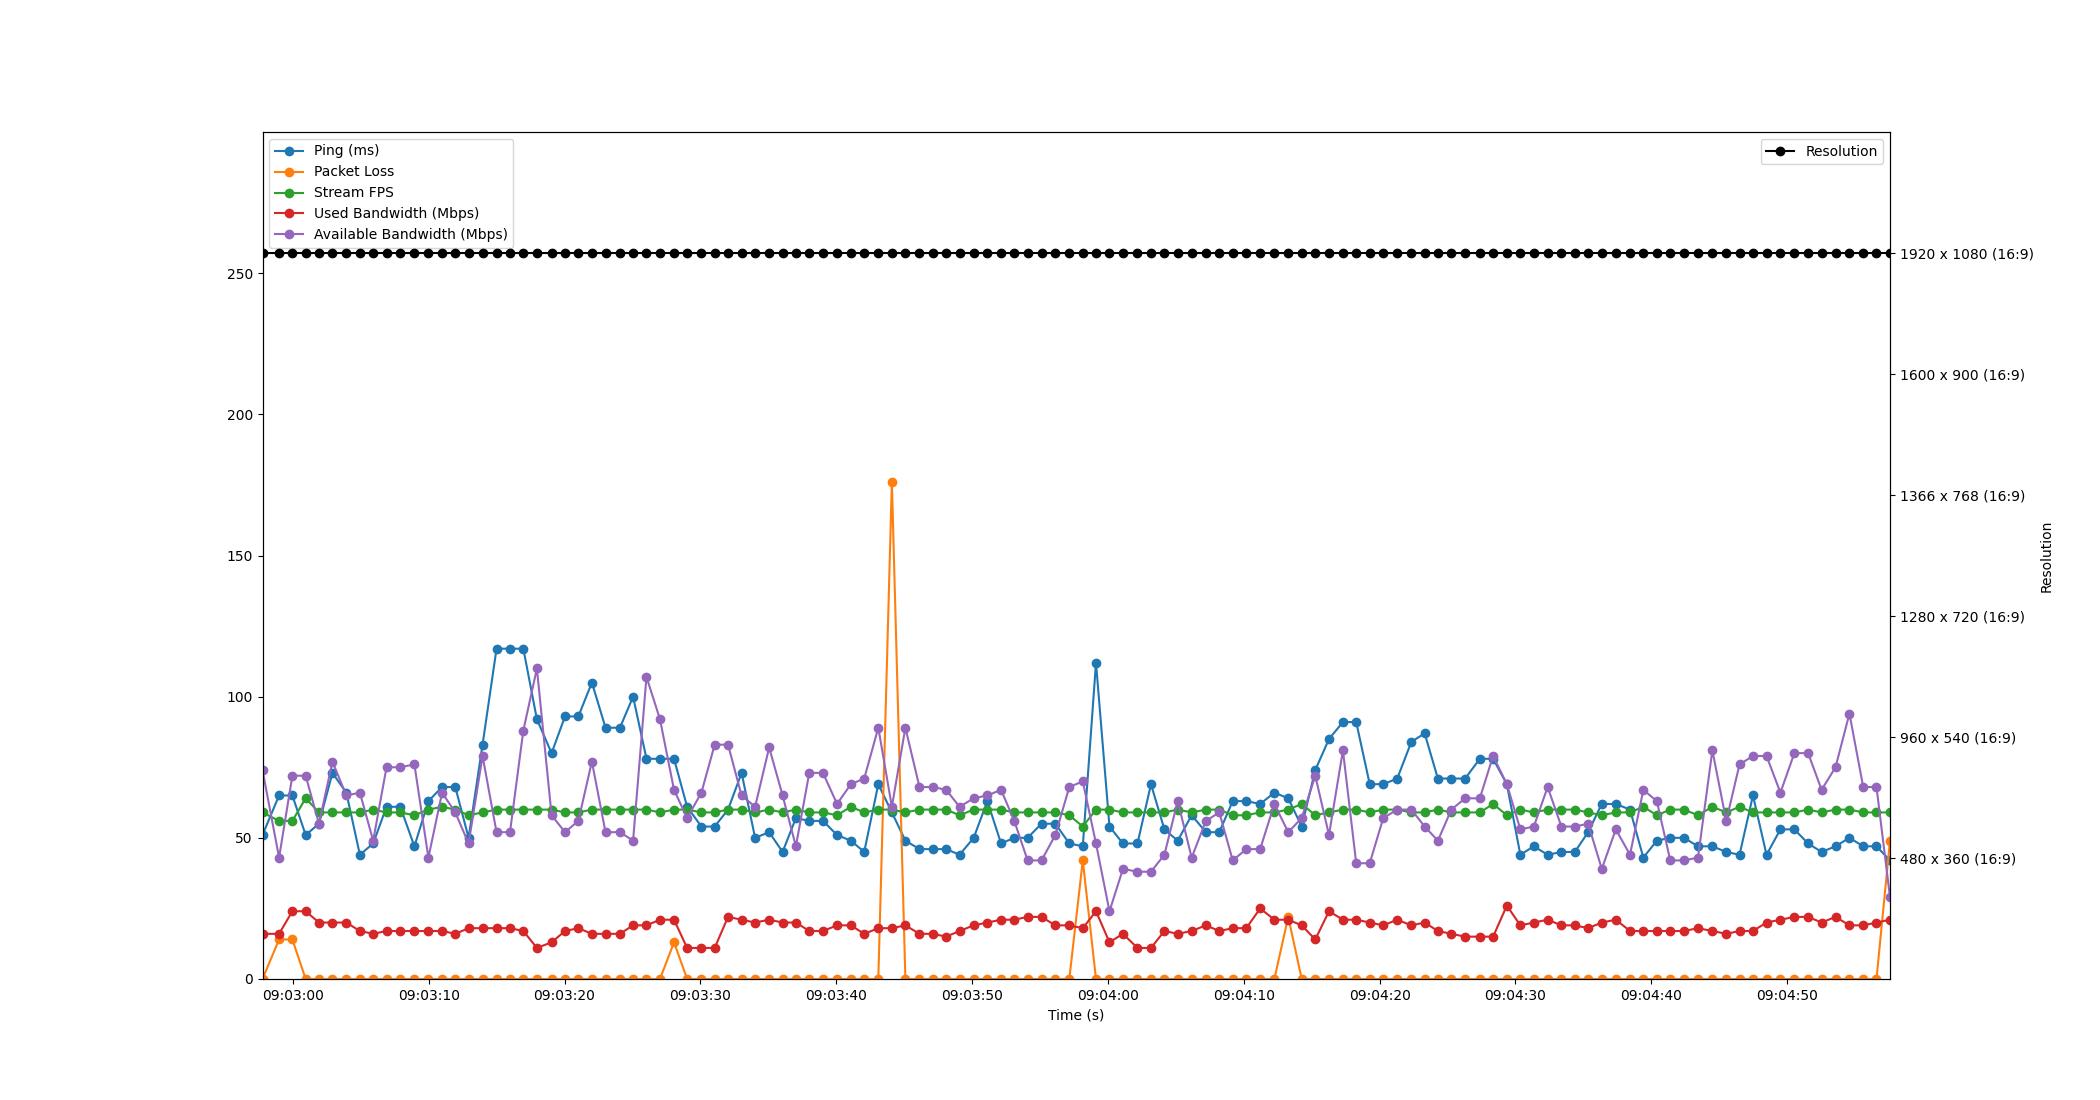 Ping (ms)
Packet Loss
Stream FPS
Used Bandwidth (Mbps)
Available Bandwidth (Mbps)
Resolution
250
200
150
100
50
0
1920 x 1080 (16:9)
1600 x 900 (16:9)
1366 x 768 (16:9)
1280 x 720 (16:9)
960 x 540 (16:9)
480 x 360 (16:9)
Resolution
09:03:00 09:03:10 09:03:20 09:03:30 09:03:40 09:03:50 09:04:00 09:04:10 09:04:20 09:04:30 09:04:40 09:04:50
Time (s)